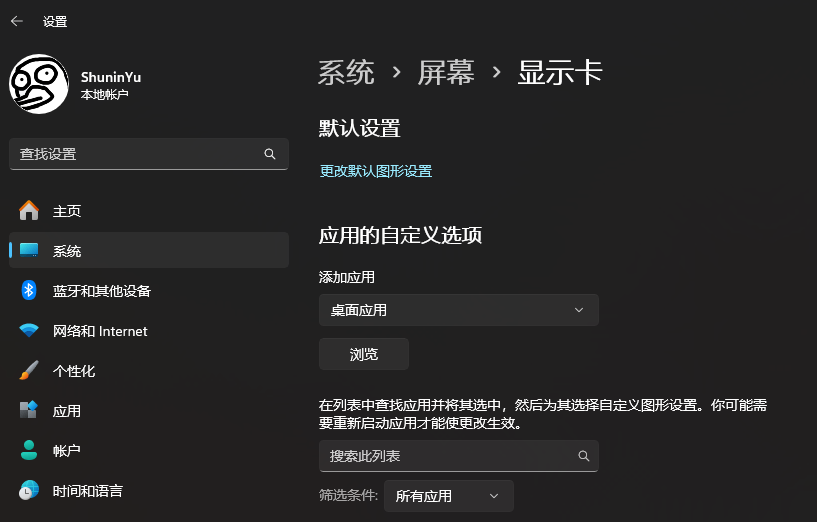 设置
ShuninYu
本地帐户
查找设置
主页
系统
蓝牙和其他设备
网络和 Internet
个性化
应用
帐户
时间和语言
系统 › 屏幕 › 显示卡
默认设置
更改默认图形设置
应用的自定义选项
添加应用
桌面应用
浏览
在列表中查找应用并将其选中，然后为其选择自定义图形设置。你可能需
要重新启动应用才能使更改生效。
搜索此列表
筛选条件: 所有应用